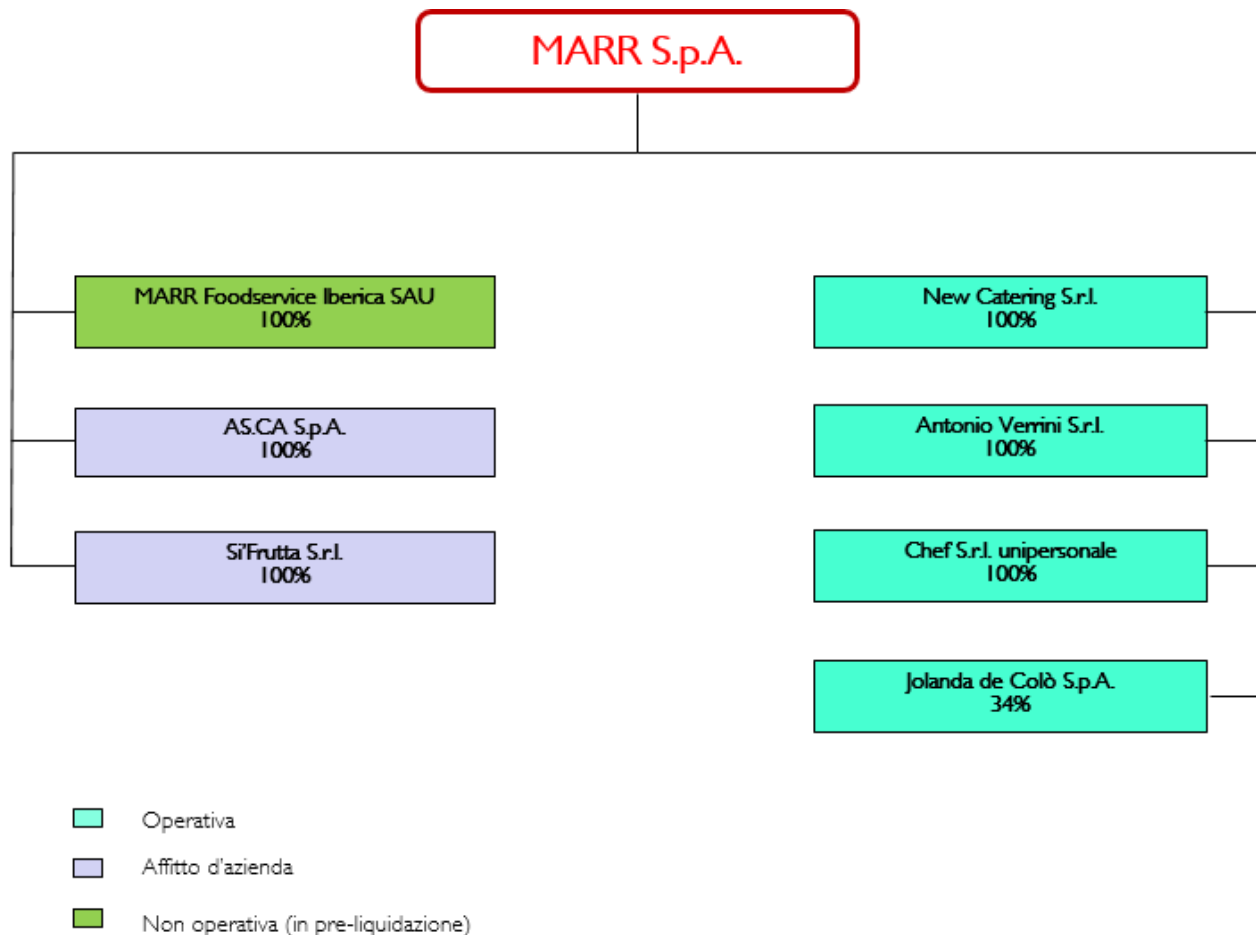 MARR S.p.A.
MARR Foodservice Iberica SAU
100%
AS.CA S.p.A.
100%
Si'Frutta S.r.l.
100%
New Catering S.r.l.
100%
Antonio Verrini S.r.l.
100%
Chef S.r.l. unipersonale
100%
Jolanda de Colò S.p.A.
34%
Operativa
Affitto d'azienda
Non operativa (in pre-liquidazione)